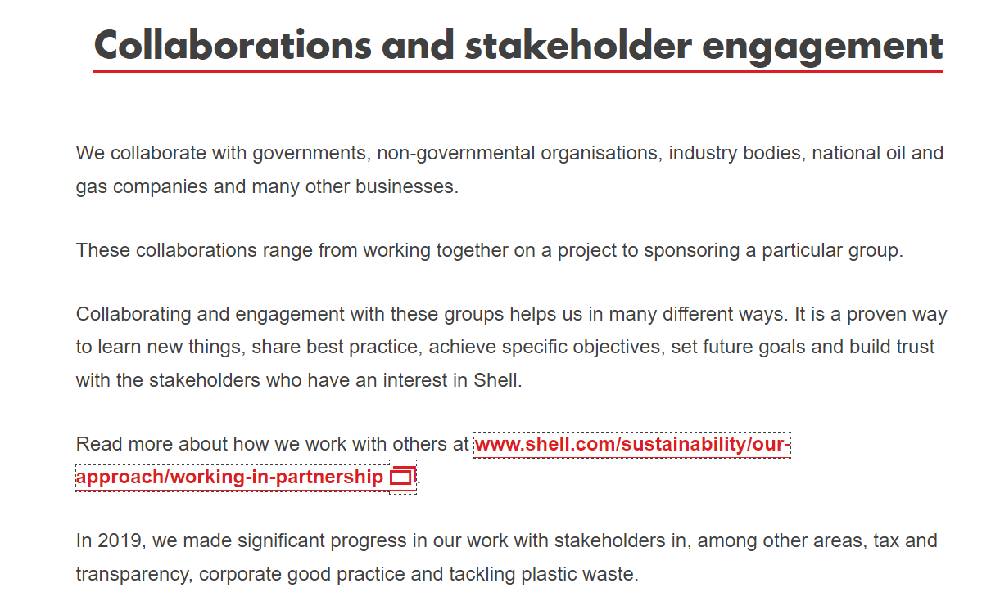 Collaborations and stakeholder engagement
We collaborate with governments, non-governmental organisations, industry bodies, national oil and
gas companies and many other businesses.
These collaborations range from working together on a project to sponsoring a particular group.
Collaborating and engagement with these groups helps us in many different ways. It is a proven way
to learn new things, share best practice, achieve specific objectives, set future goals and build trust
with the stakeholders who have an interest in Shell.
Read more about how we work with others at www.shell.com/sustainability/our-
approach/working-in-partnership.
In 2019, we made significant progress in our work with stakeholders in, among other areas, tax and
transparency, corporate good practice and tackling plastic waste.